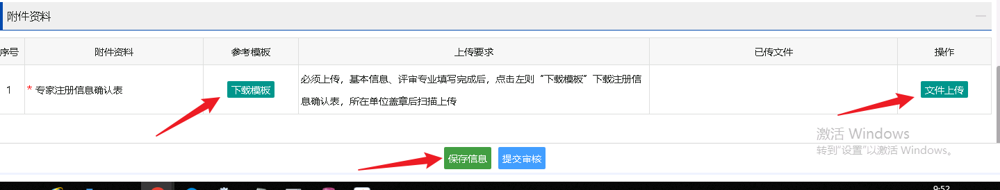 附件资料
序号 附件资料 参考模板 上传要求 已传文件 操作
1 * 专家注册信息确认表 下载模板 必须上传，基本信息、评审专业填写完成后，点击左则“下载模板”下载注册信
息确认表，所在单位盖章后扫描上传 文件上传
激活 Windows
转到“设置”以激活 Windows。
保存信息 提交审核
9:52